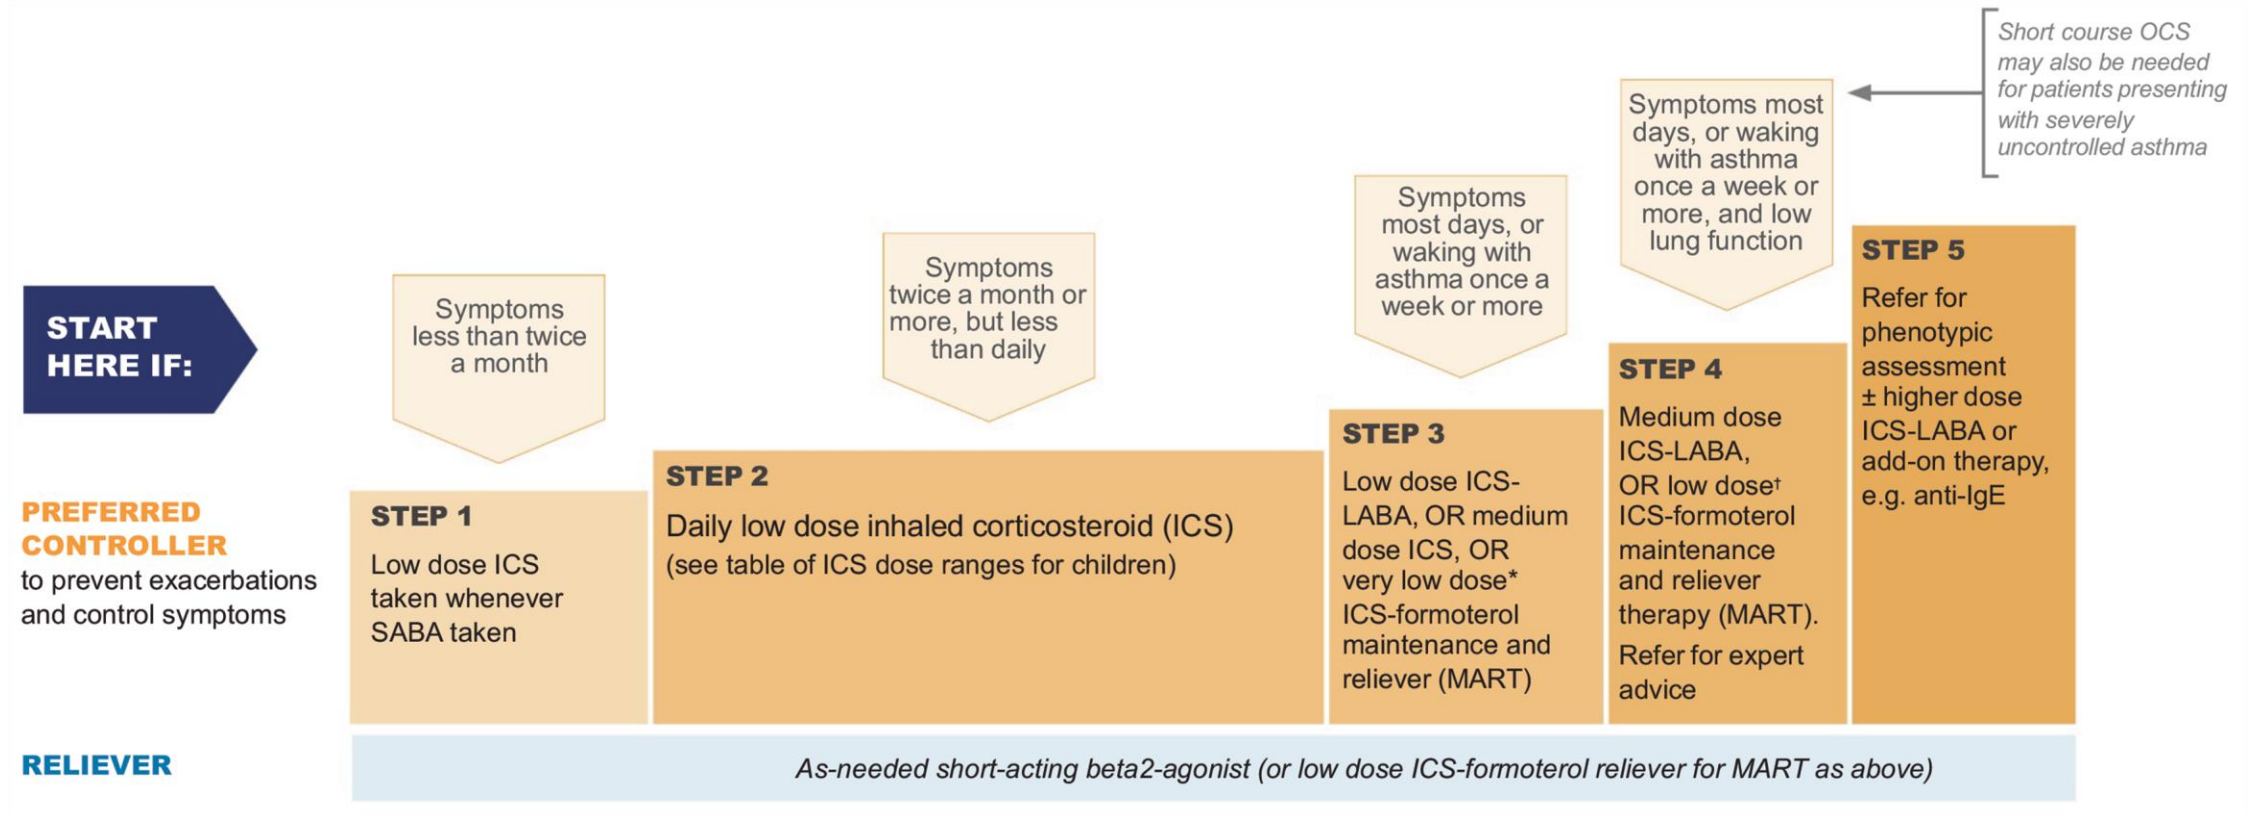 Short course OCS
may also be needed
for patients presenting
with severely
uncontrolled asthma
START
HERE IF:
Symptoms
less than twice
a month
Symptoms
twice a month or
more, but less
than daily
Symptoms
most days, or
waking with
asthma once a
week or more
Symptoms most
days, or waking
with asthma
once a week or
more, and low
lung function
PREFERRED
CONTROLLER
to prevent exacerbations
and control symptoms
STEP 1
Low dose ICS
taken whenever
SABA taken
STEP 2
Daily low dose inhaled corticosteroid (ICS)
(see table of ICS dose ranges for children)
STEP 3
Low dose ICS-
LABA, OR medium
dose ICS, OR
very low dose*
ICS-formoterol
maintenance and
reliever (MART)
STEP 4
Medium dose
ICS-LABA,
OR low dose†
ICS-formoterol
maintenance
and reliever
therapy (MART).
Refer for expert
advice
STEP 5
Refer for
phenotypic
assessment
± higher dose
ICS-LABA or
add-on therapy,
e.g. anti-IgE
RELIEVER
As-needed short-acting beta2-agonist (or low dose ICS-formoterol reliever for MART as above)